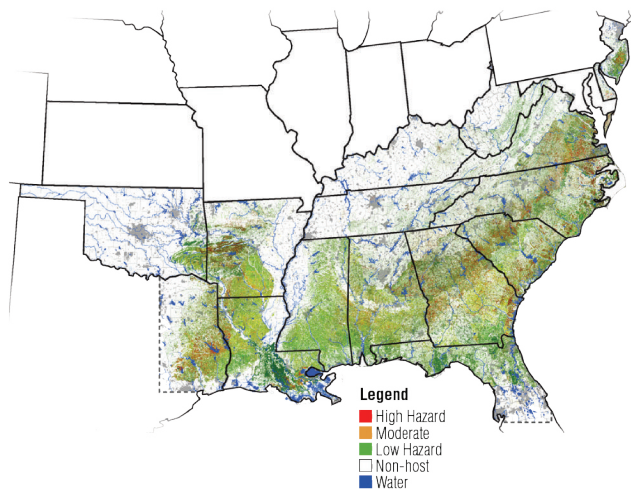 Legend
High Hazard
Moderate
Low Hazard
Non-host
Water